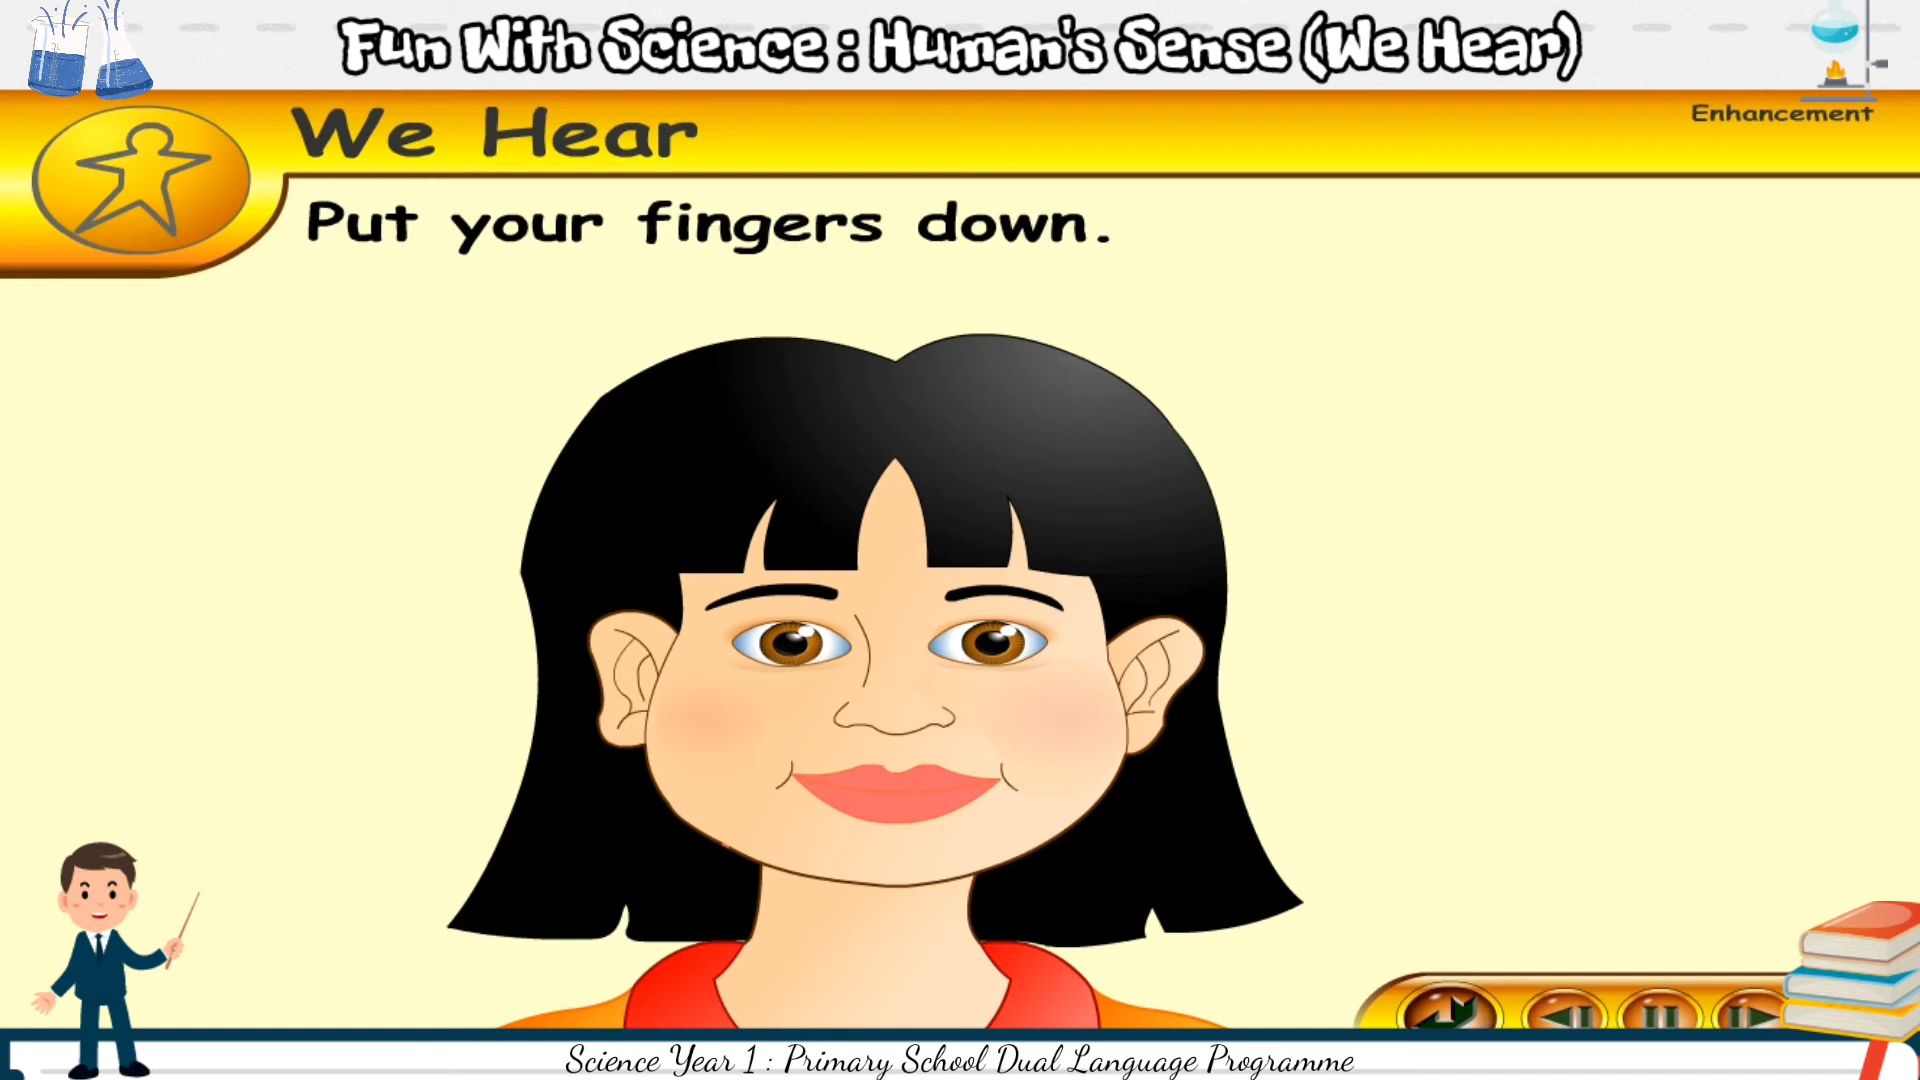 Fun With Science : Human's Sense (We Hear)
Enhancement
We Hear
Put your fingers down.
Science Year 1 : Primary School Dual Language Programme